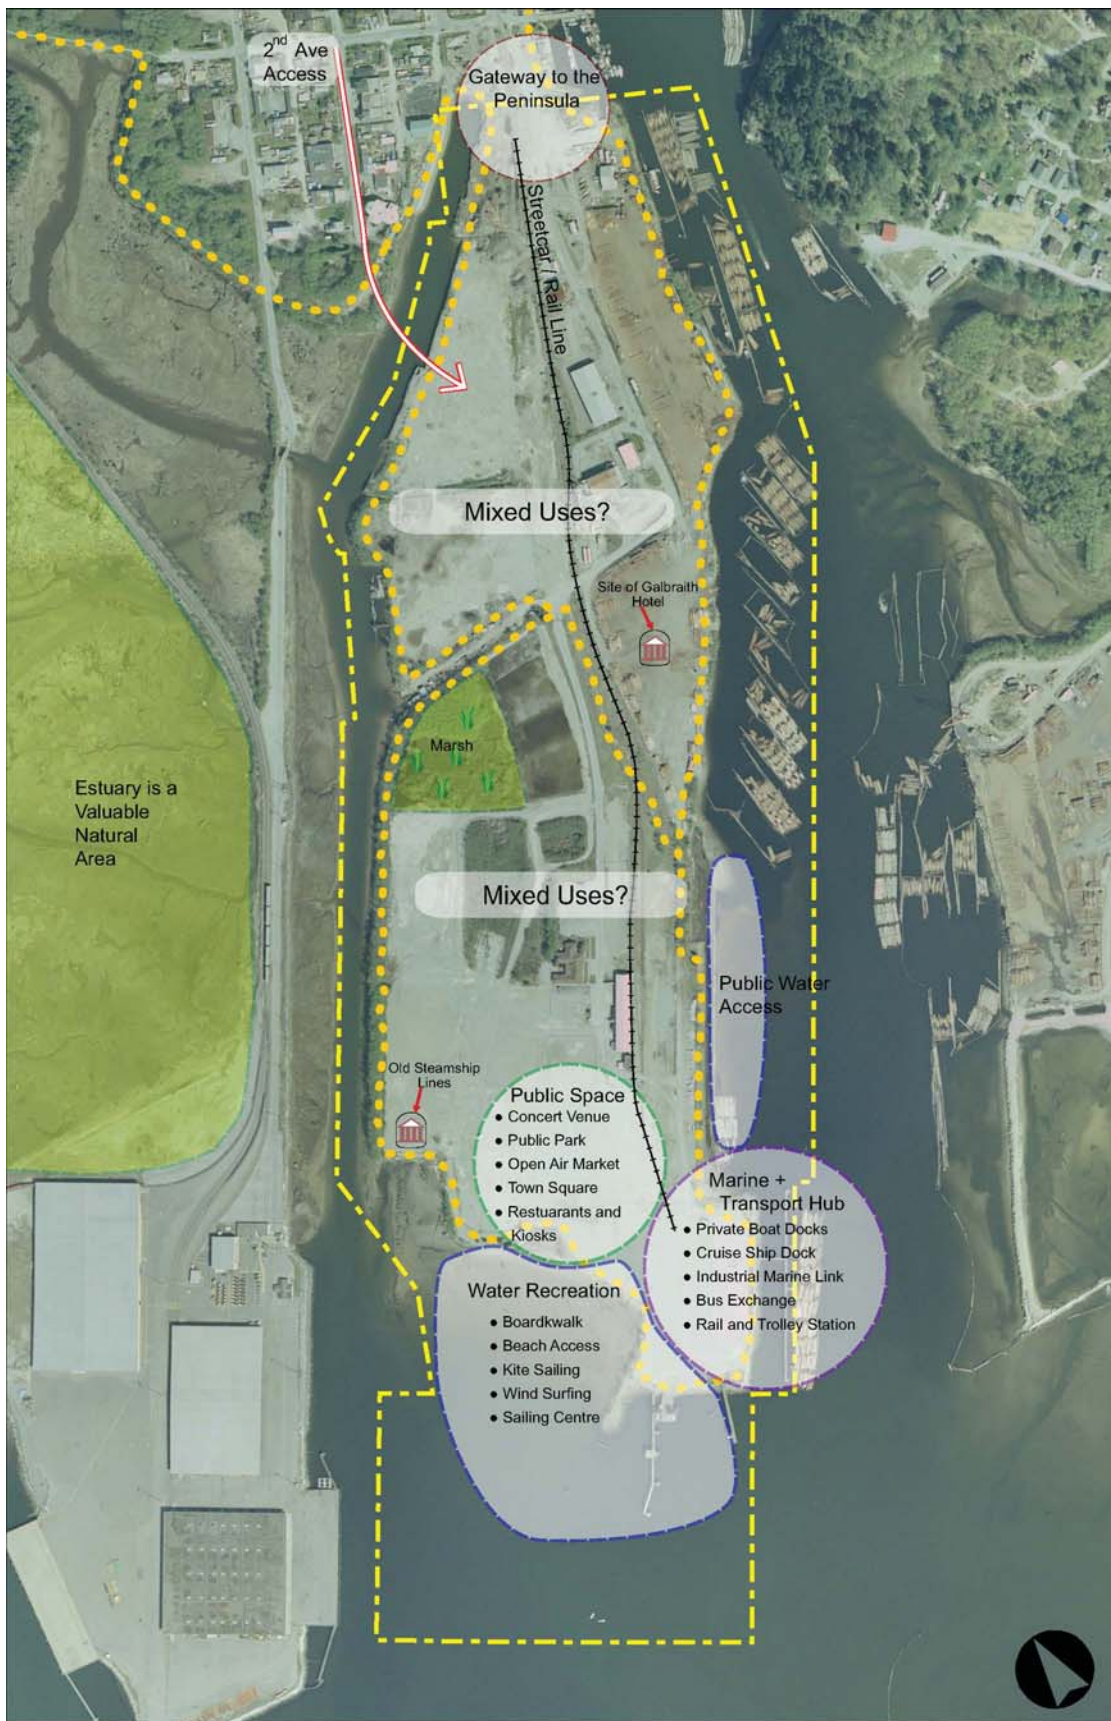 2nd Ave
Access
Gateway to the
Peninsula
Streetcar / Rail Line
Mixed Uses?
Site of Galbraith
Hotel
Marsh
Estuary is a
Valuable
Natural
Area
Mixed Uses?
Public Water
Access
Old Steamship
Lines
Public Space
● Concert Venue
● Public Park
● Open Air Market
● Town Square
● Restuarants and
Kiosks
Marine +
Transport Hub
● Private Boat Docks
● Cruise Ship Dock
● Industrial Marine Link
● Bus Exchange
● Rail and Trolley Station
Water Recreation
● Boardkwalk
● Beach Access
● Kite Sailing
● Wind Surfing
● Sailing Centre